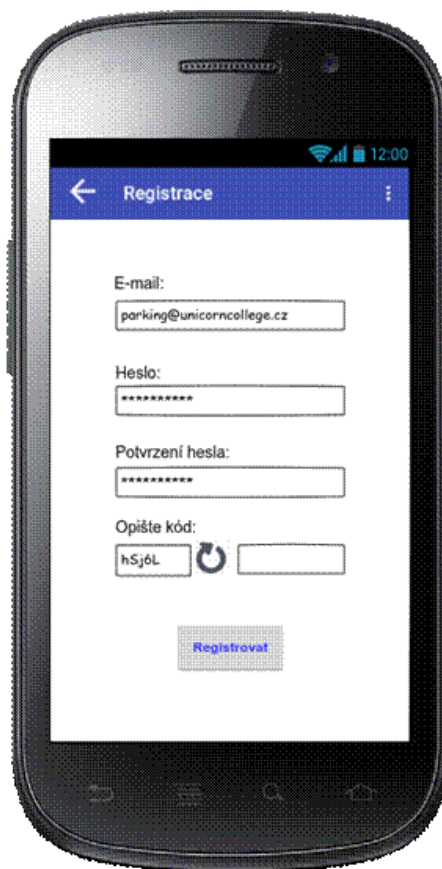 12:00
Registrace
E-mail:
parking@unicorncollege.cz
Heslo:
**********
Potvrzení hesla:
**********
Opište kód:
hSj6L
Registrovat